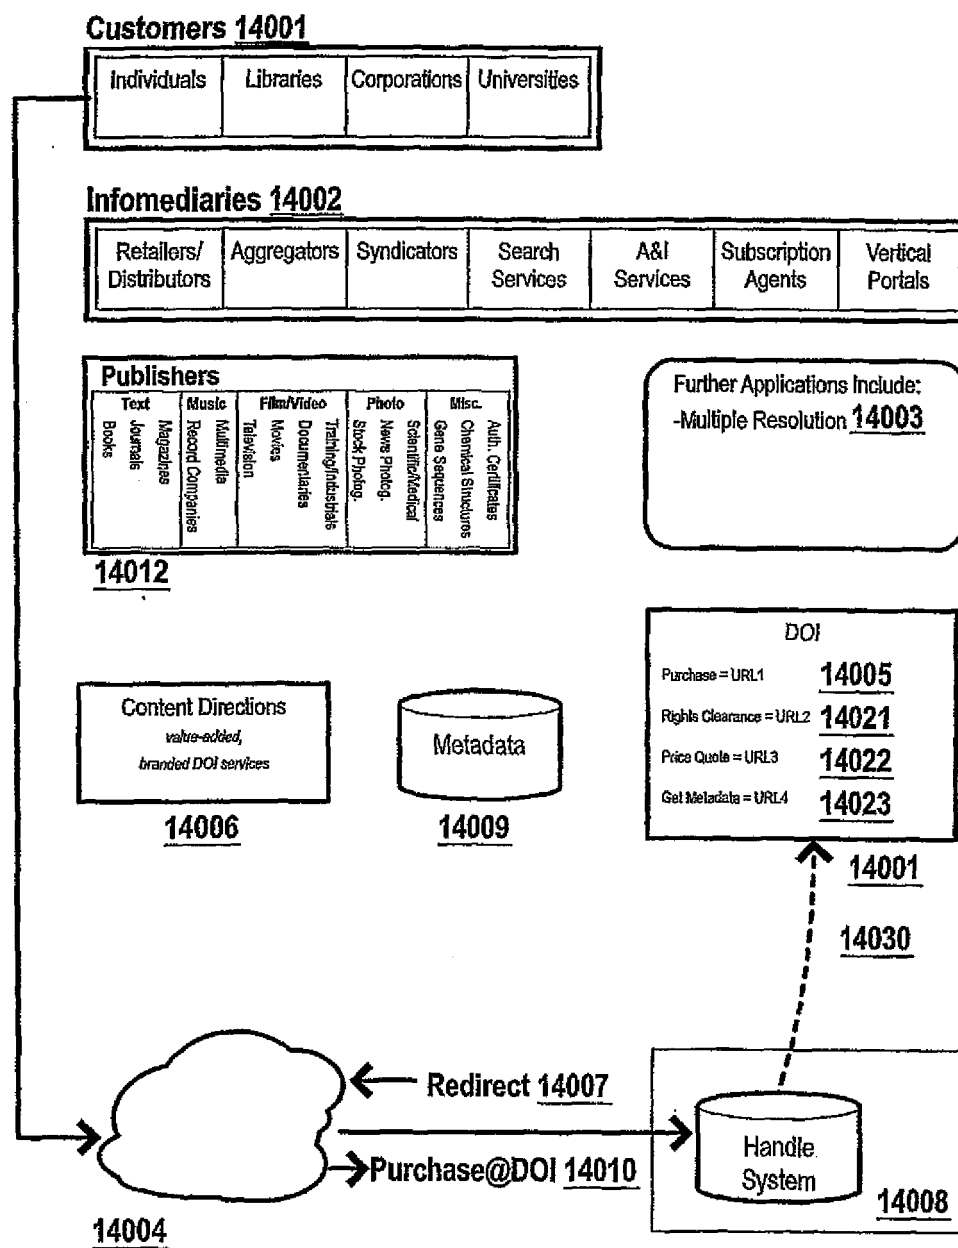 Customers 14001
Individuals Libraries Corporations Universities
Infomediaries 14002
Retailers/ Distributors
Aggregators
Syndicators
Search Services
A&I Services
Subscription Agents
Vertical Portals
Publishers
Text Music Film/Video Photo Misc.
Books
Journals
Magazines
Record Companies
Multimedia
Television
Movies
Documentaries
Training/Industrials
Stock Photog.
News Photog.
Scientific/Medical
Gene Sequences
Chemical Structures
Auth. Certificates
14012
Further Applications Include:
-Multiple Resolution 14003
Content Directions
value-added,
branded DOI services
14006
Metadata
14009
DOI
Purchase = URL1 14005
Rights Clearance = URL2 14021
Price Quote = URL3 14022
Get Metadata = URL4 14023
14001
14030
Redirect 14007
Purchase@DOI 14010
14004
Handle
System
14008